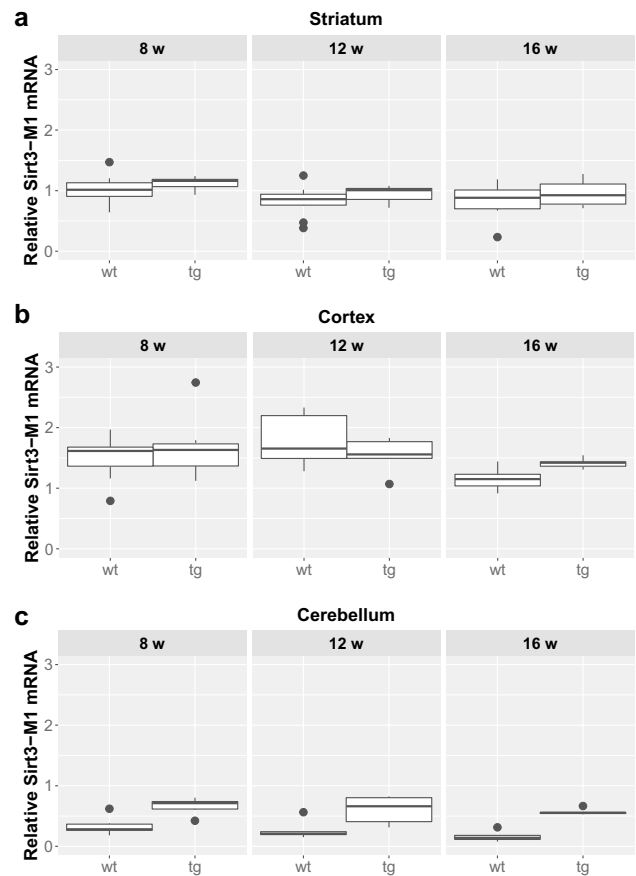 a
Striatum
8 w
12 w
16 w
Relative Sirt3−M1 mRNA
3
2
1
0
wt
tg
wt
tg
wt
tg
b
Cortex
8 w
12 w
16 w
Relative Sirt3−M1 mRNA
3
2
1
0
wt
tg
wt
tg
wt
tg
c
Cerebellum
8 w
12 w
16 w
Relative Sirt3−M1 mRNA
3
2
1
0
wt
tg
wt
tg
wt
tg